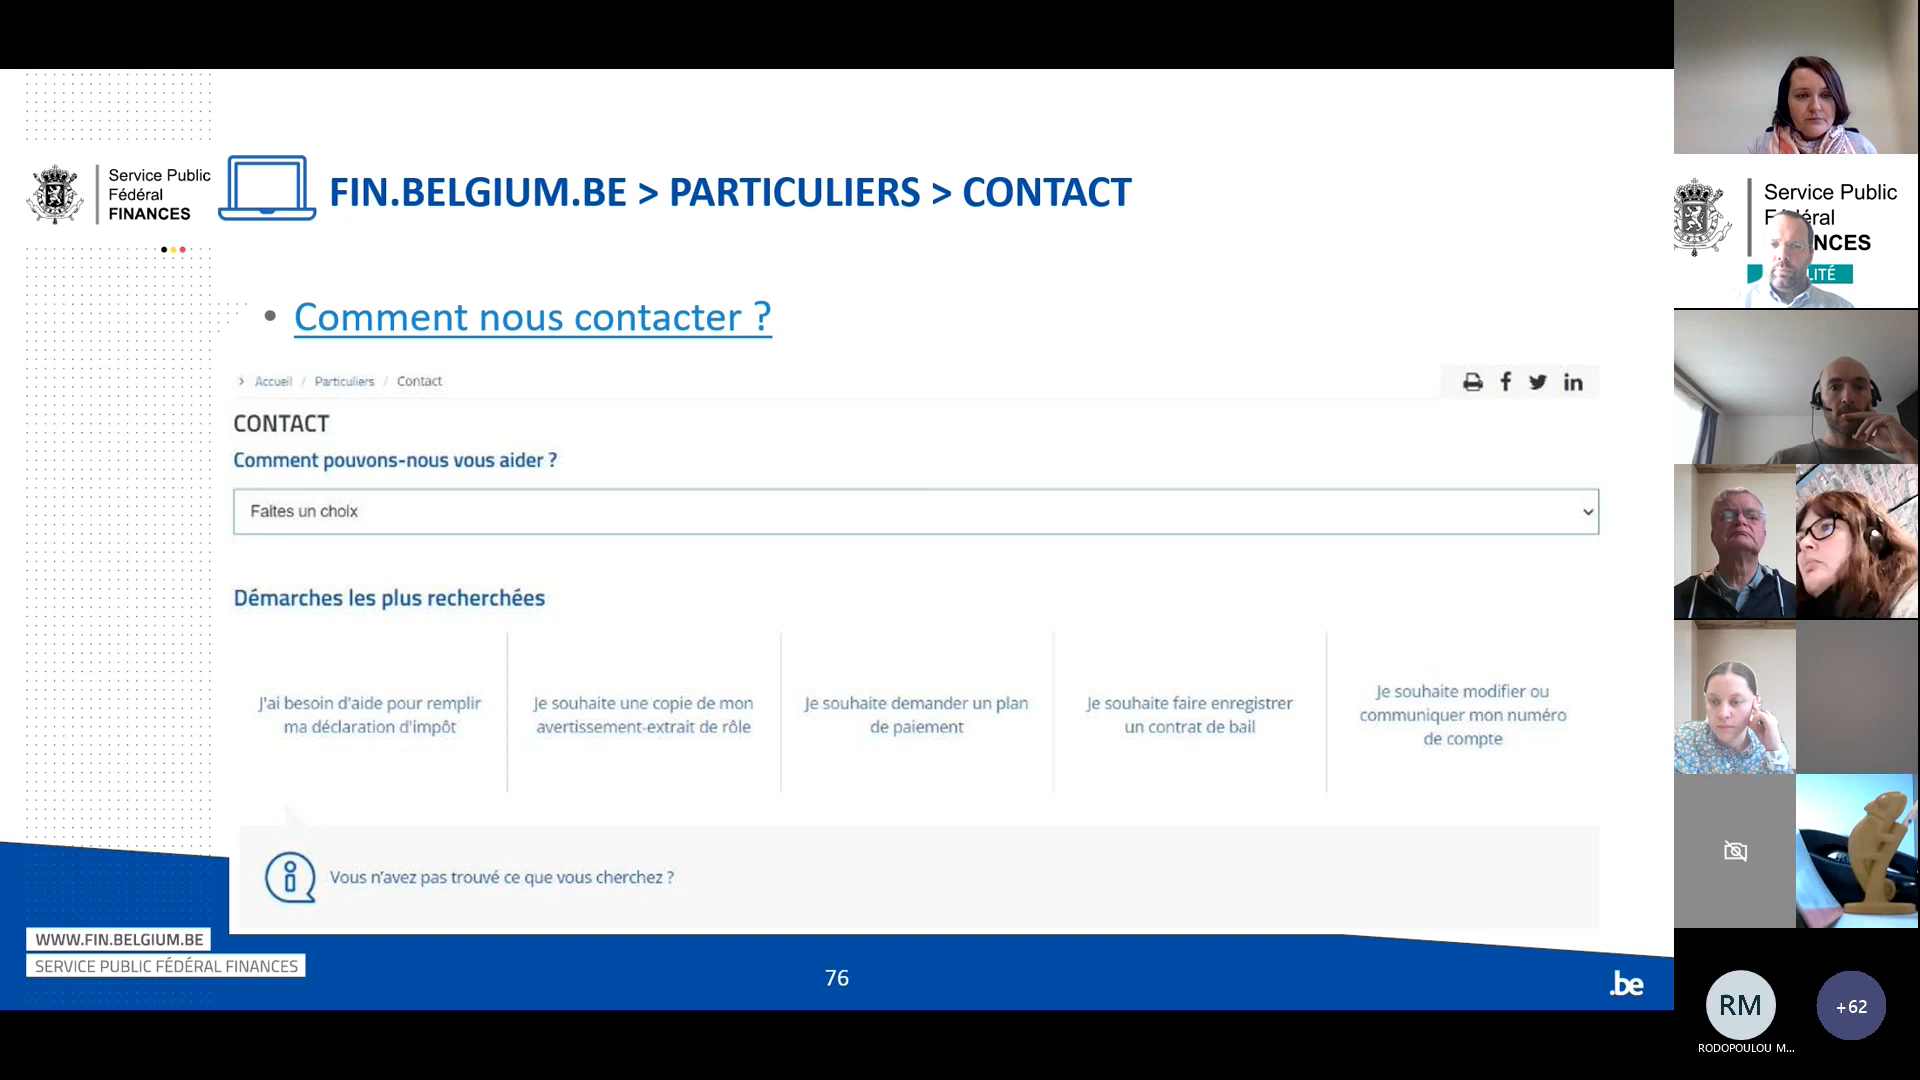 Service Public
Fédéral
FINANCES
FIN.BELGIUM.BE > PARTICULIERS > CONTACT
• Comment nous contacter ?
> Accueil / Particuliers / Contact
CONTACT
Comment pouvons-nous vous aider ?
Faites un choix
Démarches les plus recherchées
J'ai besoin d'aide pour remplir
ma déclaration d'impôt
Je souhaite une copie de mon
avertissement-extrait de rôle
Je souhaite demander un plan
de paiement
Je souhaite faire enregistrer
un contrat de bail
Je souhaite modifier ou
communiquer mon numéro
de compte
Vous n'avez pas trouvé ce que vous cherchez ?
WWW.FIN.BELGIUM.BE
SERVICE PUBLIC FÉDÉRAL FINANCES
76
.be
Service Public
RM
+62
RODOPOULOU M...